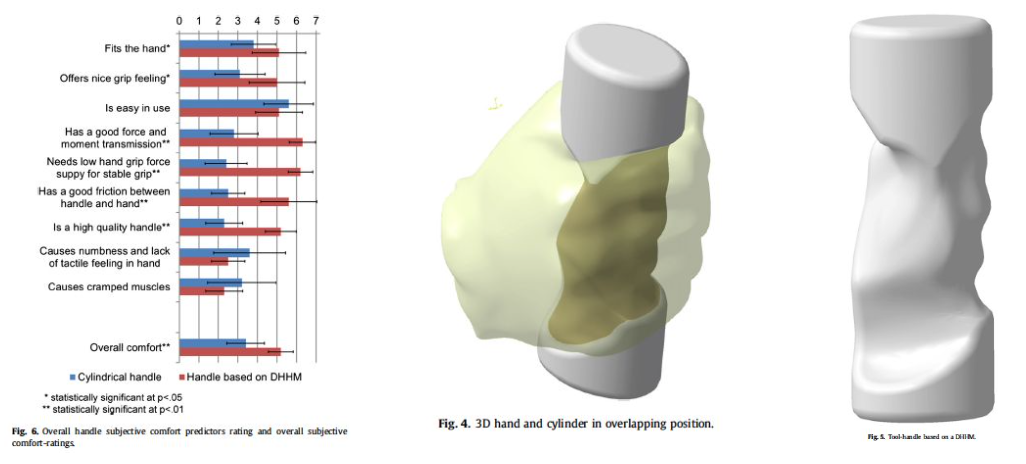 0 1 2 3 4 5 6 7
Fits the hand*
Offers nice grip feeling*
Is easy in use
Has a good force and
moment transmission**
Needs low hand grip force
suppy for stable grip**
Has a good friction between
handle and hand**
Is a high quality handle**
Causes numbness and lack
of tactile feeling in hand
Causes cramped muscles
Overall comfort**
Cylindrical handle Handle based on DHHM
* statistically significant at p<.05
** statistically significant at p<.01
Fig. 6. Overall handle subjective comfort predictors rating and overall subjective
comfort-ratings.
Fig. 4. 3D hand and cylinder in overlapping position.
Fig. 5. Tool-handle based on a DHHM.